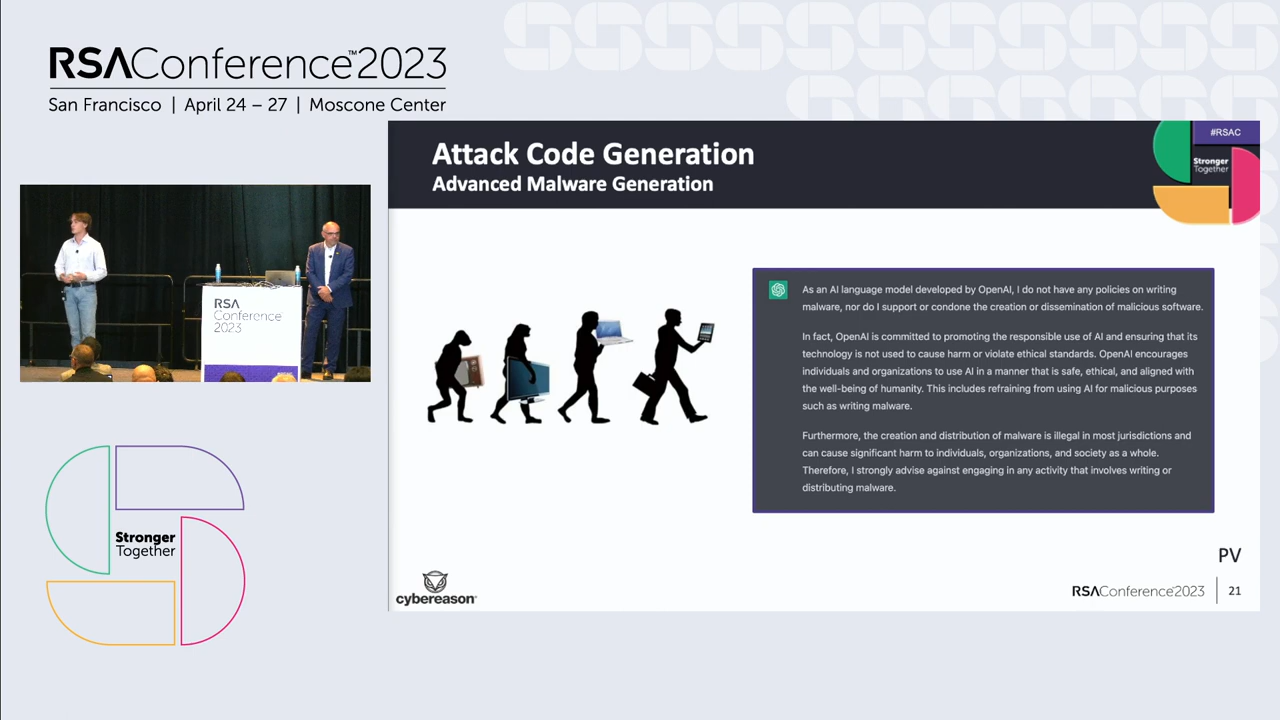 RSAConference™2023
San Francisco | April 24 – 27 | Moscone Center
RSA
Conference
2023
Stronger
Together
Attack Code Generation
Advanced Malware Generation
#RSAC
Stronger
Together
As an AI language model developed by OpenAI, I do not have any policies on writing
malware, nor do I support or condone the creation or dissemination of malicious software.
In fact, OpenAI is committed to promoting the responsible use of AI and ensuring that its
technology is not used to cause harm or violate ethical standards. OpenAI encourages
individuals and organizations to use AI in a manner that is safe, ethical, and aligned with
the well-being of humanity. This includes refraining from using AI for malicious purposes
such as writing malware.
Furthermore, the creation and distribution of malware is illegal in most jurisdictions and
can cause significant harm to individuals, organizations, and society as a whole.
Therefore, I strongly advise against engaging in any activity that involves writing or
distributing malware.
PV
cybereason®
RSAConference2023 | 21